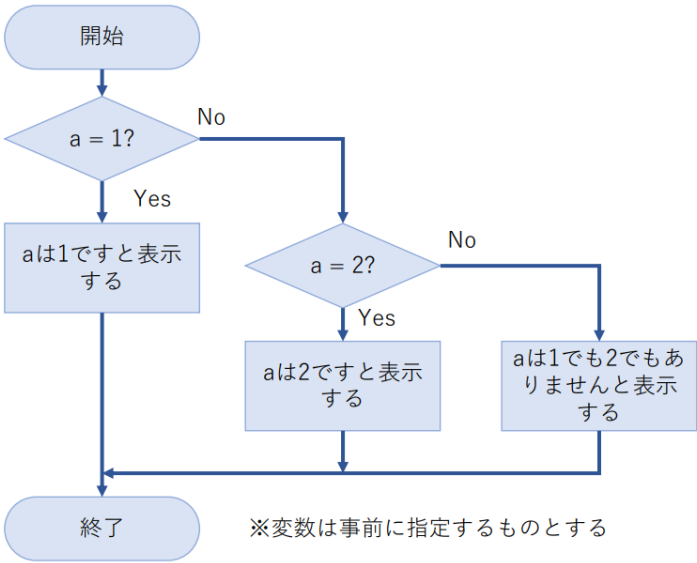 開始
a = 1?
No
Yes
aは1ですと表示
する
a = 2?
No
Yes
aは2ですと表示
する
aは1でも2でもあ
りませんと表示
する
終了
※変数は事前に指定するものとする